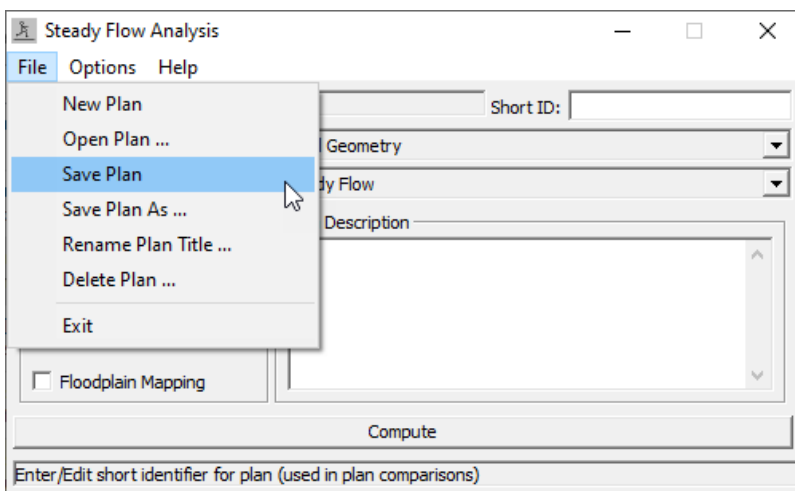 Steady Flow Analysis
File Options Help
New Plan
Short ID:
Open Plan ...
Geometry
Save Plan
Flow
Save Plan As ...
Description
Rename Plan Title ...
Delete Plan ...
Exit
Floodplain Mapping
Compute
Enter/Edit short identifier for plan (used in plan comparisons)